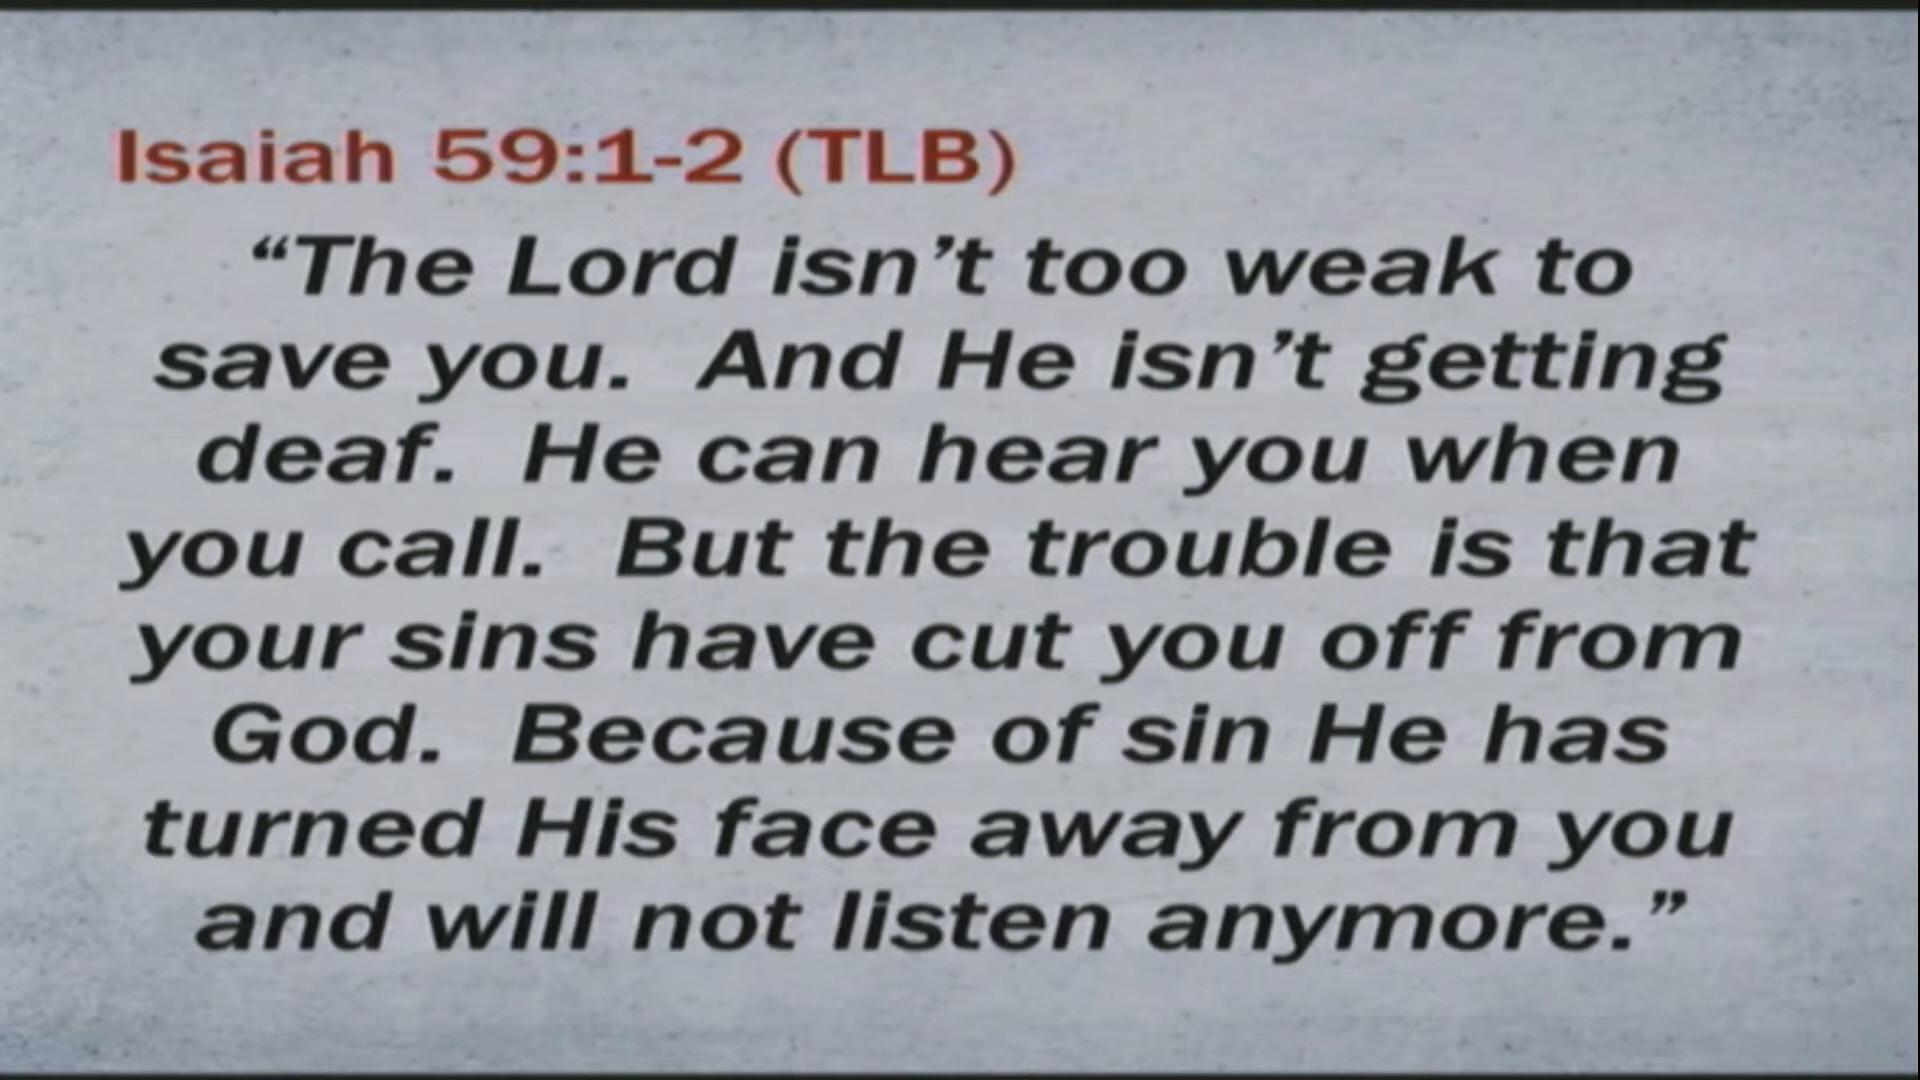 Isaiah 59:1-2 (TLB)
“The Lord isn’t too weak to
save you.  And He isn’t getting
deaf.  He can hear you when
you call.  But the trouble is that
your sins have cut you off from
God.  Because of sin He has
turned His face away from you
and will not listen anymore.”